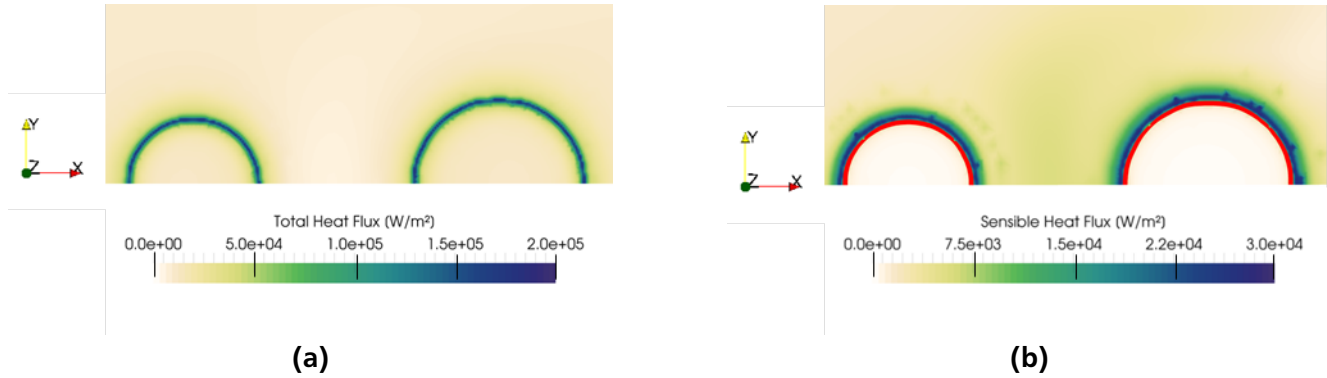 Y
Z X
Total Heat Flux (W/m²)
0.0e+00 5.0e+04 1.0e+05 1.5e+05 2.0e+05
(a)
Y
Z X
Sensible Heat Flux (W/m²)
0.0e+00 7.5e+03 1.5e+04 2.2e+04 3.0e+04
(b)